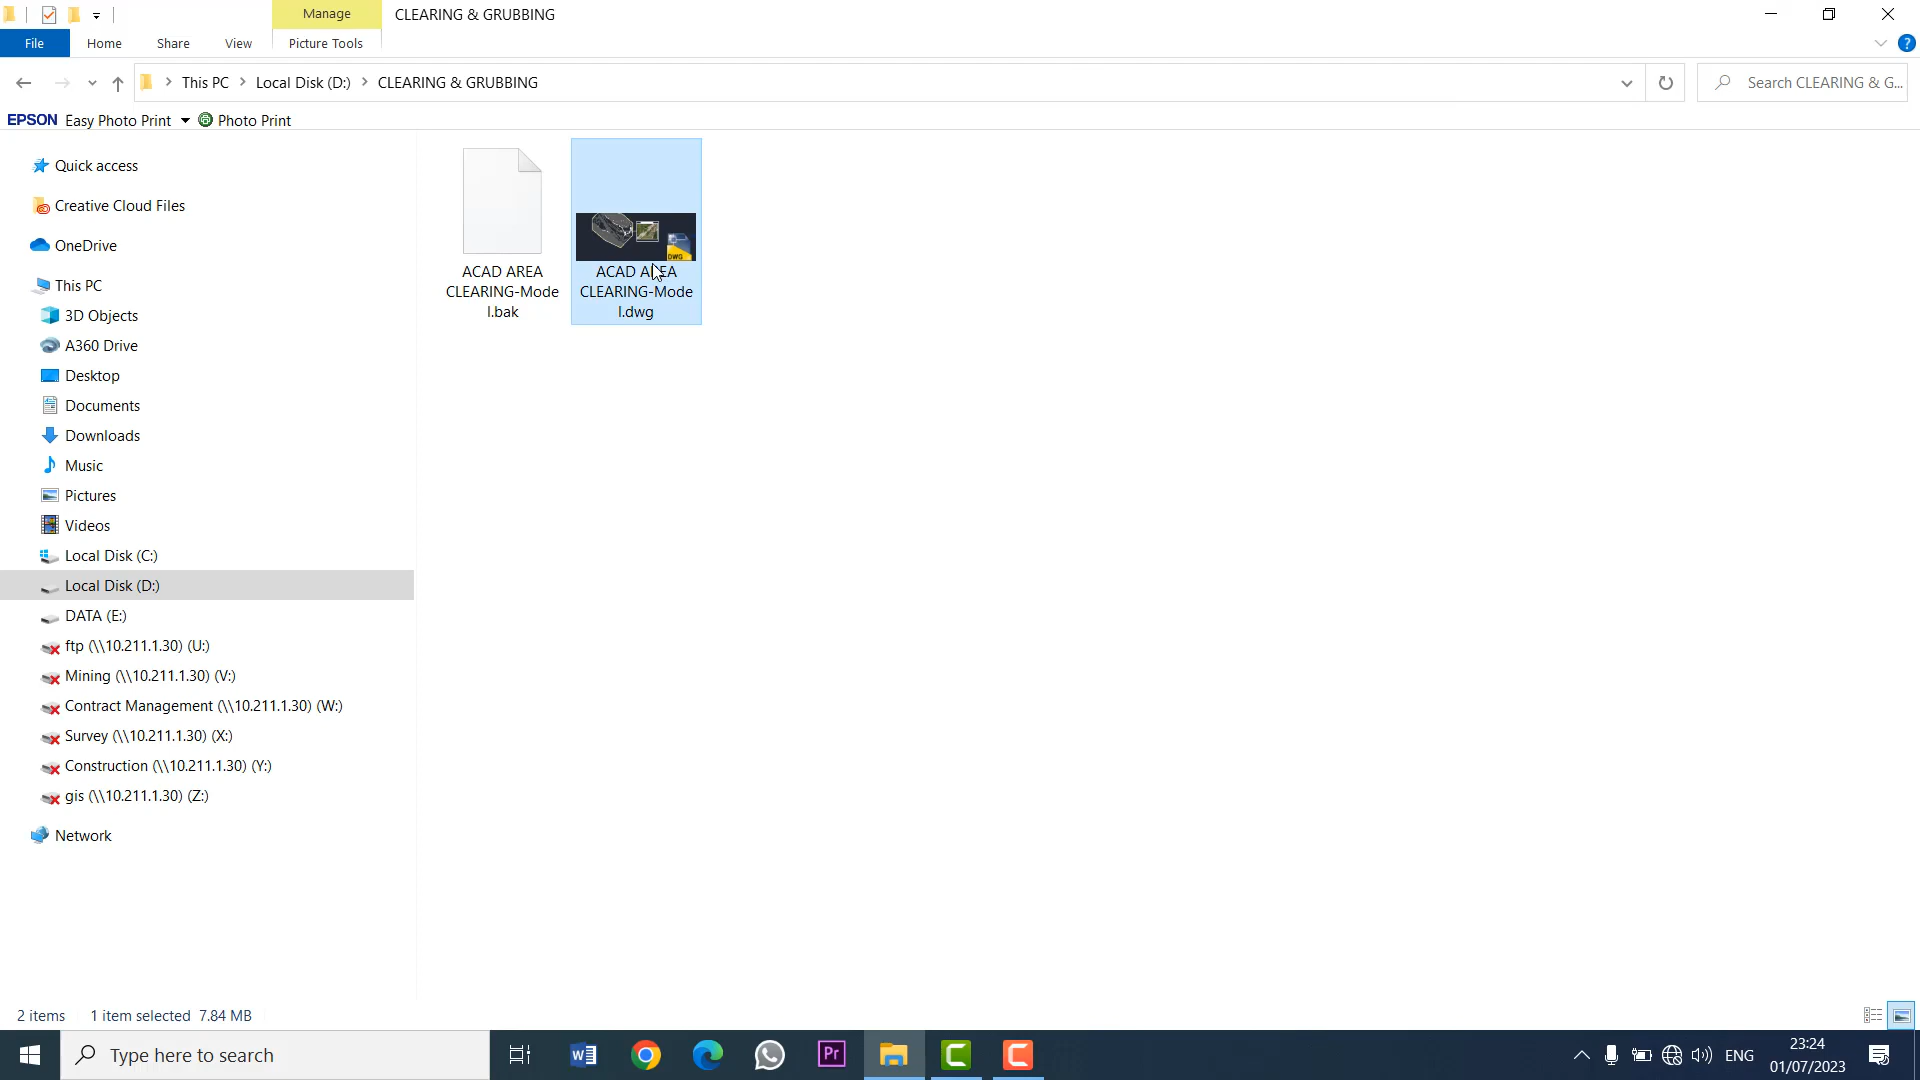 Manage
CLEARING & GRUBBING
File
Home
Share
View
Picture Tools
This PC
Local Disk (D:)
CLEARING & GRUBBING
Search CLEARING & G...
EPSON Easy Photo Print
Photo Print
Quick access
Creative Cloud Files
OneDrive
This PC
3D Objects
A360 Drive
Desktop
Documents
Downloads
Music
Pictures
Videos
Local Disk (C:)
Local Disk (D:)
DATA (E:)
ftp (\\10.211.1.30) (U:)
Mining (\\10.211.1.30) (V:)
Contract Management (\\10.211.1.30) (W:)
Survey (\\10.211.1.30) (X:)
Construction (\\10.211.1.30) (Y:)
gis (\\10.211.1.30) (Z:)
Network
ACAD AREA
CLEARING-Mode
l.bak
DWG
ACAD AREA
CLEARING-Mode
l.dwg
2 items
1 item selected 7.84 MB
Type here to search
W
Pr
ENG
23:24
01/07/2023